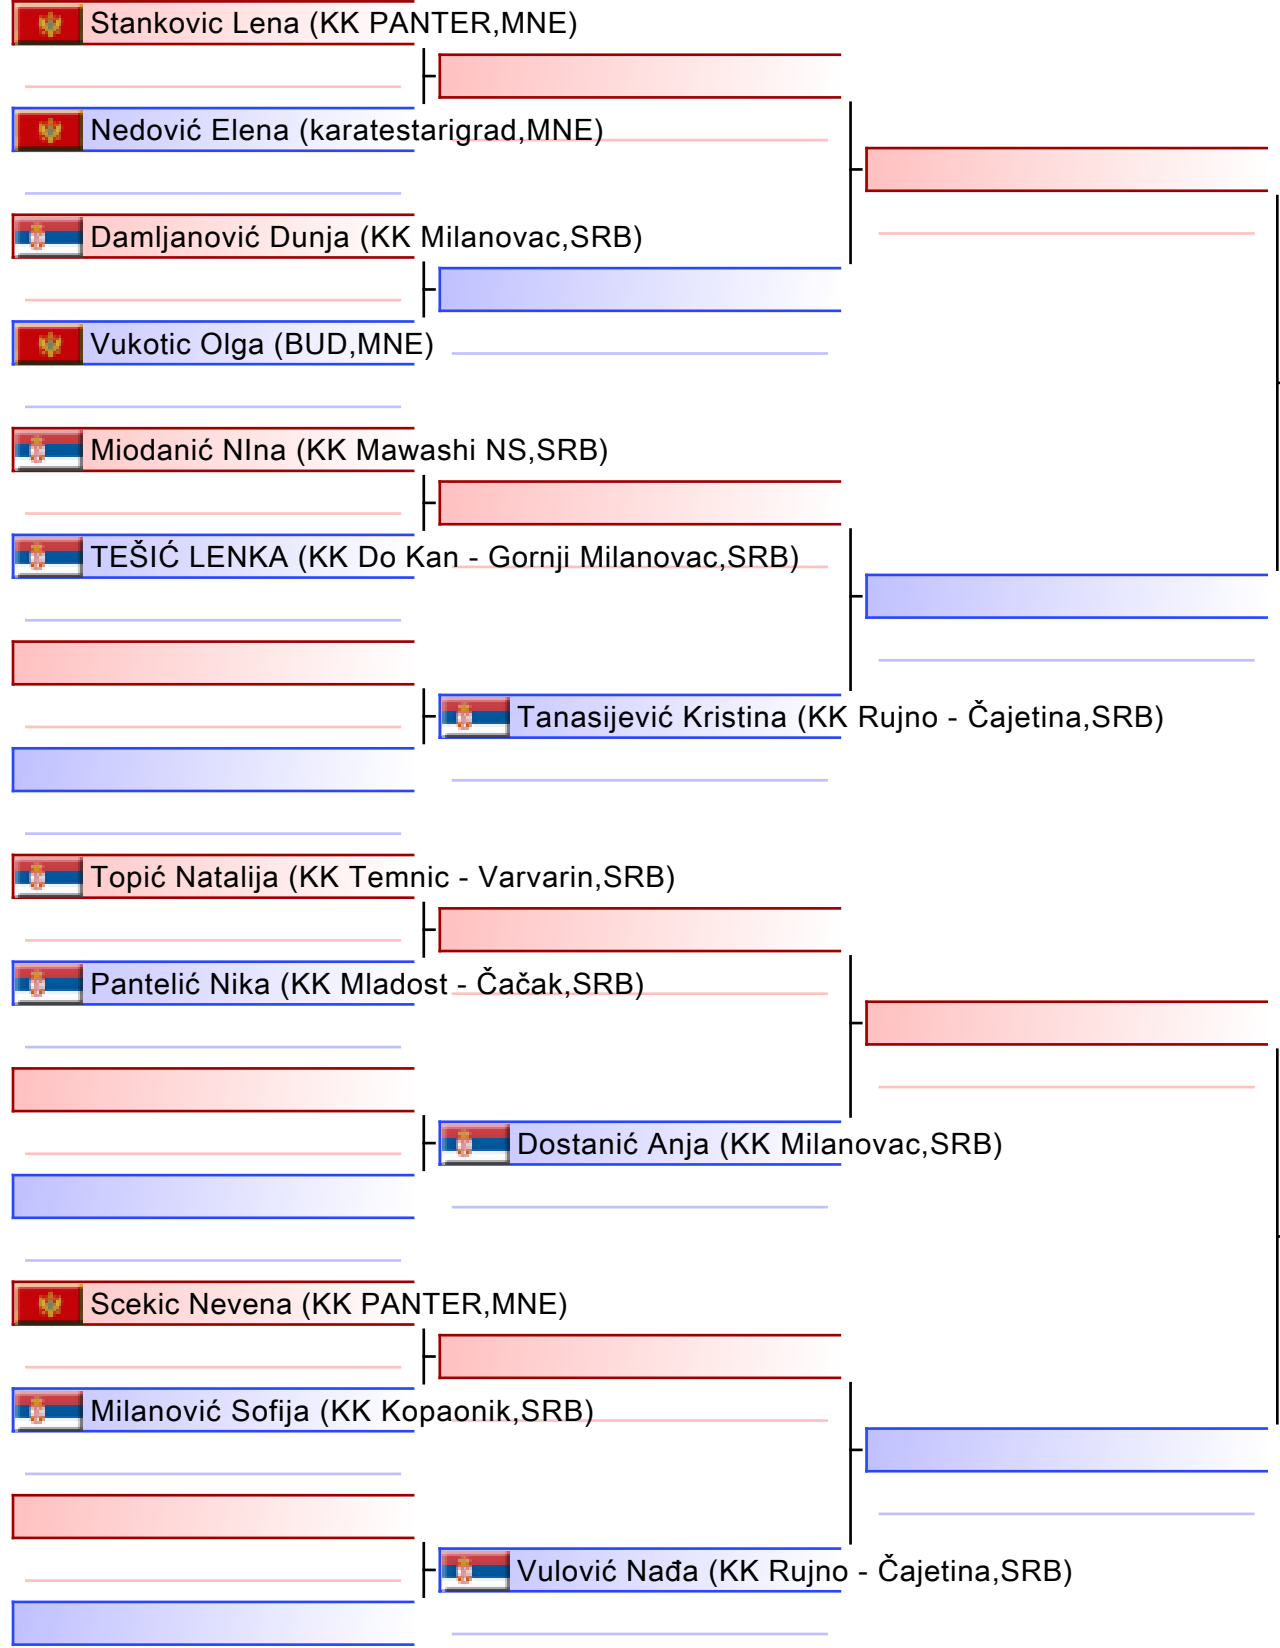 Stankovic Lena (KK PANTER,MNE)
Nedović Elena (karatestarigrad,MNE)
Damljanović Dunja (KK Milanovac,SRB)
Vukotic Olga (BUD,MNE)
Miodanić NIna (KK Mawashi NS,SRB)
TEŠIĆ LENKA (KK Do Kan - Gornji Milanovac,SRB)
Tanasijević Kristina (KK Rujno - Čajetina,SRB)
Topić Natalija (KK Temnic - Varvarin,SRB)
Pantelić Nika (KK Mladost - Čačak,SRB)
Dostanić Anja (KK Milanovac,SRB)
Scekic Nevena (KK PANTER,MNE)
Milanović Sofija (KK Kopaonik,SRB)
Vulović Nađa (KK Rujno - Čajetina,SRB)